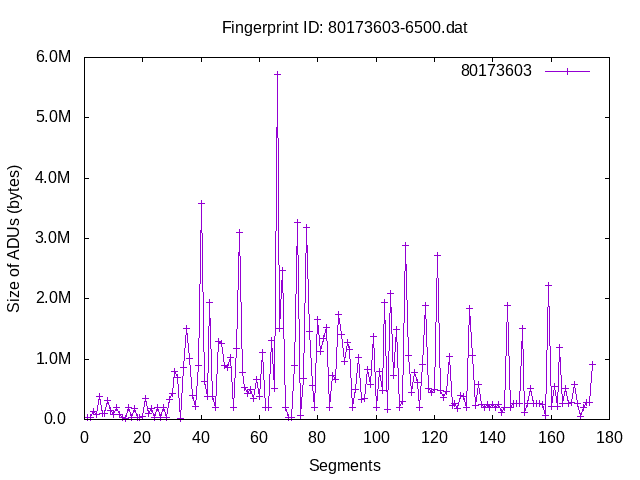 Fingerprint ID: 80173603-6500.dat
6.0M
80173603
5.0M
4.0M
3.0M
2.0M
1.0M
0.0
Size of ADUs (bytes)
0 20 40 60 80 100 120 140 160 180
Segments